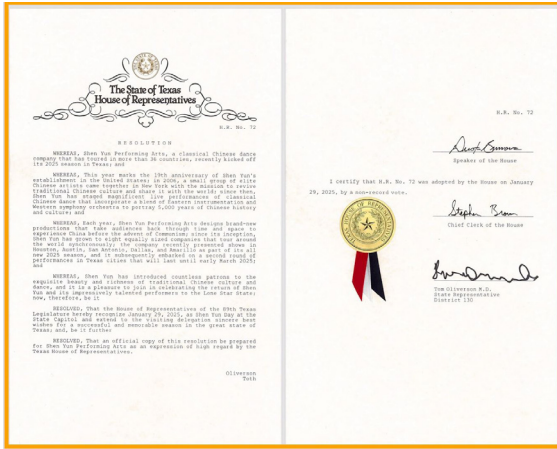 The State of Texas
House of Representatives
H.R. No. 72
RESOLUTION
WHEREAS, Shen Yun Performing Arts, a classical Chinese dance
company that has toured in more than 36 countries, recently kicked off
its 2025 season in Texas; and
WHEREAS, This year marks the 19th anniversary of Shen Yun's
establishment in the United States; in 2006, a small group of elite
Chinese artists came together in New York with the mission to revive
traditional Chinese culture and share it with the world; since then,
Shen Yun has staged magnificent live performances of classical
Chinese dance that incorporate a blend of Eastern instrumentation and
Western symphony orchestra to portray 5,000 years of Chinese history
and culture; and
WHEREAS, Each year, Shen Yun Performing Arts designs brand-new
productions that take audiences back through time and space to
experience China before the advent of Communism; since its inception,
Shen Yun has grown to eight equally sized companies that tour around
the world synchronously; the company recently presented shows in
Houston, Austin, San Antonio, Dallas, and Amarillo as part of its all
new 2025 season, and it subsequently embarked on a second round of
performances in Texas cities that will last until early March 2025;
and
WHEREAS, Shen Yun has introduced countless patrons to the
exquisite beauty and richness of traditional Chinese culture and
dance, and it is a pleasure to join in celebrating the return of Shen
Yun and its impressively talented performers to the Lone Star State;
now, therefore, be it
RESOLVED, That the House of Representatives of the 89th Texas
Legislature hereby recognize January 29, 2025, as Shen Yun Day at the
State Capitol and extend to the visiting delegation sincere best
wishes for a successful and memorable season in the great state of
Texas; and, be it further
RESOLVED, That an official copy of this resolution be prepared
for Shen Yun Performing Arts as an expression of high regard by the
Texas House of Representatives.
Oliverson
Toth
H.R. No. 72
Speaker of the House
I certify that H.R. No. 72 was adopted by the House on January
29, 2025, by a non-record vote.
Stephen Brown
Chief Clerk of the House
Tom Oliverson M.D.
State Representative
District 130